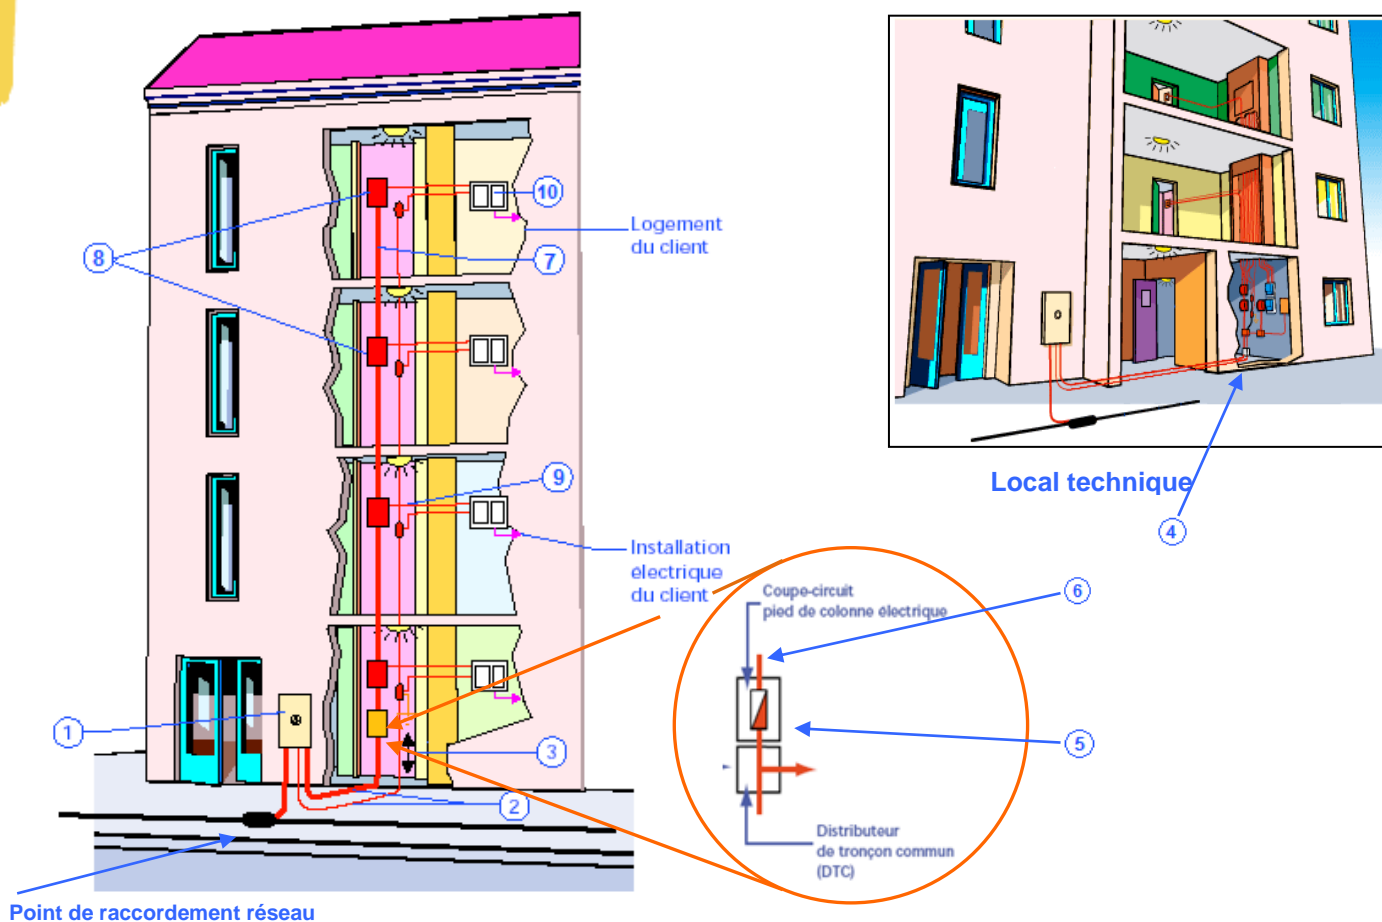 10
Logement
du client
8
7
9
Installation
électrique
du client
1
3
2
Point de raccordement réseau
Local technique
4
Coupe-circuit
pied de colonne électrique
6
5
Distributeur
de tronçon commun
(DTC)